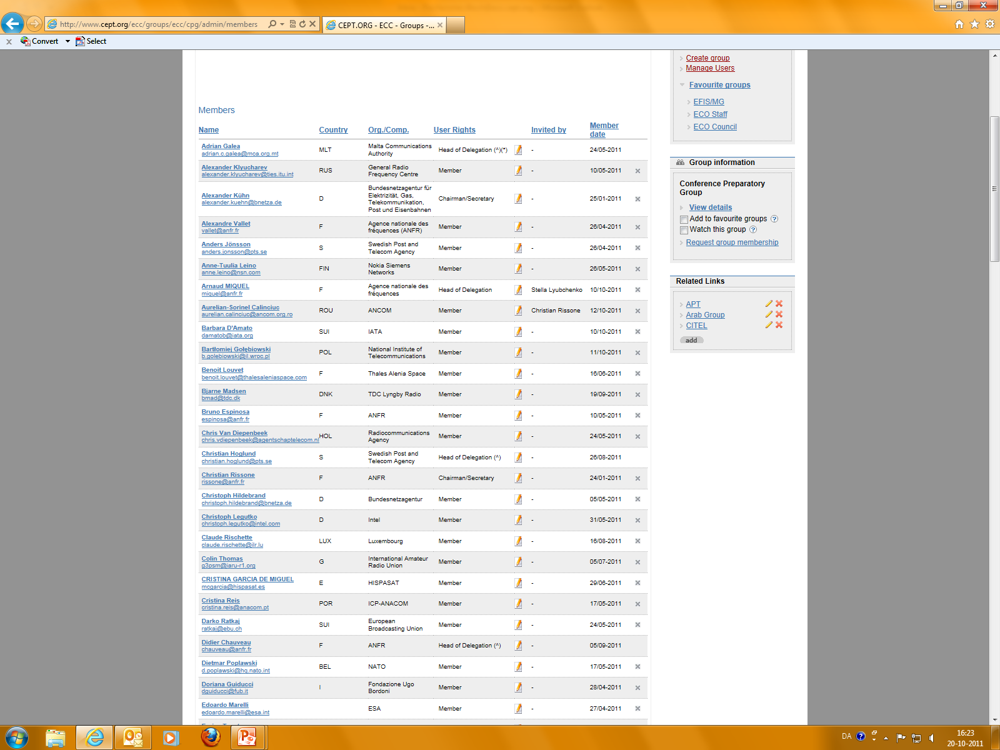 http://www.cept.org/ecc/groups/ecc/cpg/admin/members
CEPT.ORG - ECC - Groups -...
x Convert Select
Create group
Manage Users
Favourite groups
EFIS/MG
ECO Staff
ECO Council
Group information
Conference Preparatory
Group
View details
Add to favourite groups
Watch this group
Request group membership
Related Links
APT
Arab Group
CITEL
add
Members
Name Country Org./Comp. User Rights Invited by Member
date
Adrian Galea
adrian.c.galea@mca.org.mt MLT Malta Communications
Authority Head of Delegation (^)(*) - 24/05-2011
Alexander Klyucharev
alexander.klyucharev@ties.itu.int RUS General Radio
Frequency Centre Member - 10/05-2011
Alexander Kühn
alexander.kuehn@bnetza.de D Bundesnetzagentur für
Elektrizität, Gas,
Telekommunikation,
Post und Eisenbahnen Chairman/Secretary - 25/01-2011
Alexandre Vallet
vallet@anfr.fr F Agence nationale des
fréquences (ANFR) Member - 26/04-2011
Anders Jönsson
anders.jonsson@pts.se S Swedish Post and
Telecom Agency Member - 26/04-2011
Anne-Tuulia Leino
anne.leino@nsn.com FIN Nokia Siemens
Networks Member - 26/05-2011
Arnaud MIQUEL
miquel@anfr.fr F Agence nationale des
fréquences Head of Delegation Stella Lyubchenko 10/10-2011
Aurelian-Sorinel Calinciuc
aurelian.calinciuc@ancom.org.ro ROU ANCOM Member Christian Rissone 12/10-2011
Barbara D'Amato
damatob@iata.org SUI IATA Member - 10/10-2011
Bartłomiej Gołębiowski
b.golebiowski@il.wroc.pl POL National Institute of
Telecommunications Member - 11/10-2011
Benoit Louvet
benoit.louvet@thalesaleniaspace.com F Thales Alenia Space Member - 16/06-2011
Bjarne Madsen
bmad@tdc.dk DNK TDC Lyngby Radio Member - 19/09-2011
Bruno Espinosa
espinosa@anfr.fr F ANFR Member - 10/05-2011
Chris Van Diepenbeek
chris.vdiepenbeek@agentschaptelecom.nl HOL Radiocommunications
Agency Member - 24/05-2011
Christian Hoglund
christian.hoglund@pts.se S Swedish Post and
Telecom Agency Head of Delegation (^) - 26/08-2011
Christian Rissone
rissone@anfr.fr F ANFR Chairman/Secretary - 24/01-2011
Christoph Hildebrand
christoph.hildebrand@bnetza.de D Bundesnetzagentur Member - 05/05-2011
Christoph Legutko
christoph.legutko@intel.com D Intel Member - 31/05-2011
Claude Rischette
claude.rischette@ilr.lu LUX Luxembourg Member - 16/08-2011
Colin Thomas
g3psm@iaru-r1.org G International Amateur
Radio Union Member - 05/07-2011
CRISTINA GARCIA DE MIGUEL
mcgarcia@hispasat.es E HISPASAT Member - 29/06-2011
Cristina Reis
cristina.reis@anacom.pt POR ICP-ANACOM Member - 17/05-2011
Darko Ratkaj
ratkaj@ebu.ch SUI European
Broadcasting Union Member - 24/05-2011
Didier Chauveau
chauveau@anfr.fr F ANFR Head of Delegation (^) - 05/09-2011
Dietmar Poplawski
d.poplawski@hq.nato.int BEL NATO Member - 17/05-2011
Doriana Guiducci
dguiducci@fub.it I Fondazione Ugo
Bordoni Member - 28/04-2011
Edoardo Marelli
edoardo.marelli@esa.int ESA Member - 27/04-2011
DA
16:23
20-10-2011